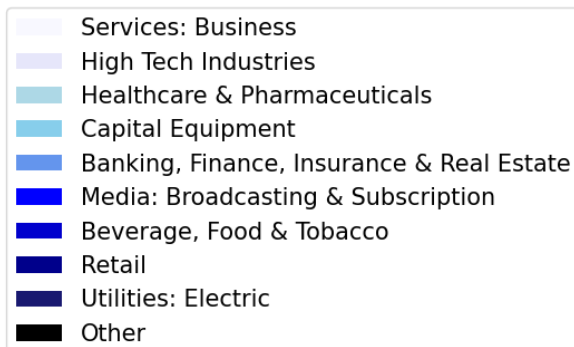 Services: Business
High Tech Industries
Healthcare & Pharmaceuticals
Capital Equipment
Banking, Finance, Insurance & Real Estate
Media: Broadcasting & Subscription
Beverage, Food & Tobacco
Retail
Utilities: Electric
Other